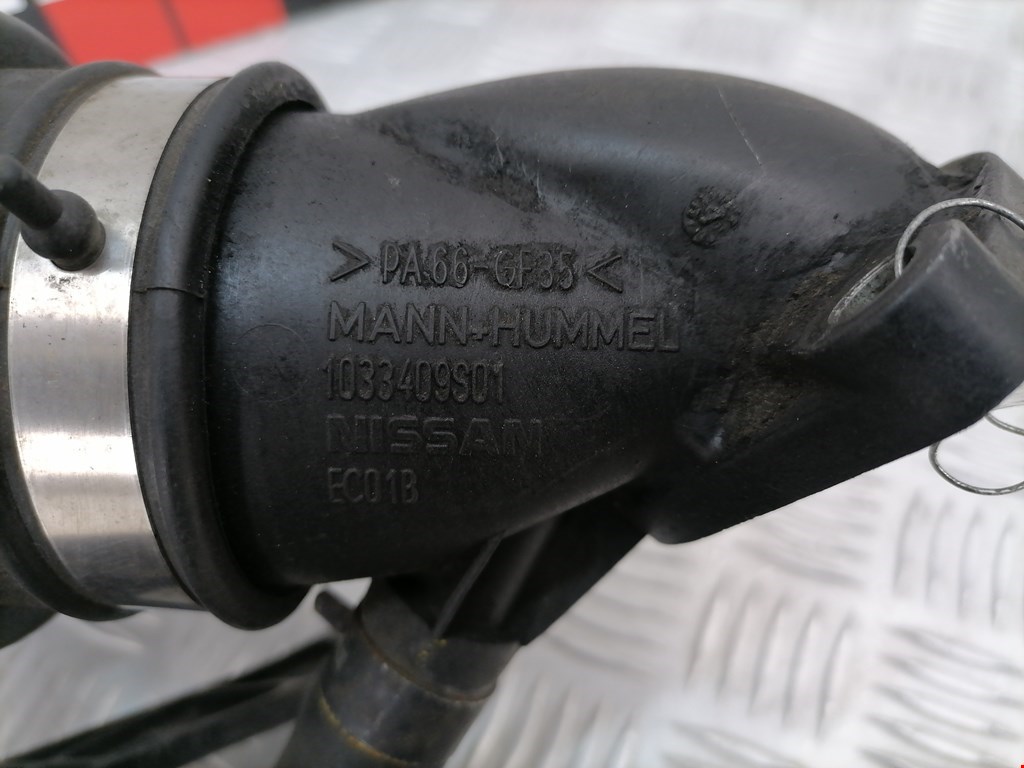 >PA66-GF35<
MANN+HUMMEL
1033409S01
NISSAN
EC01B